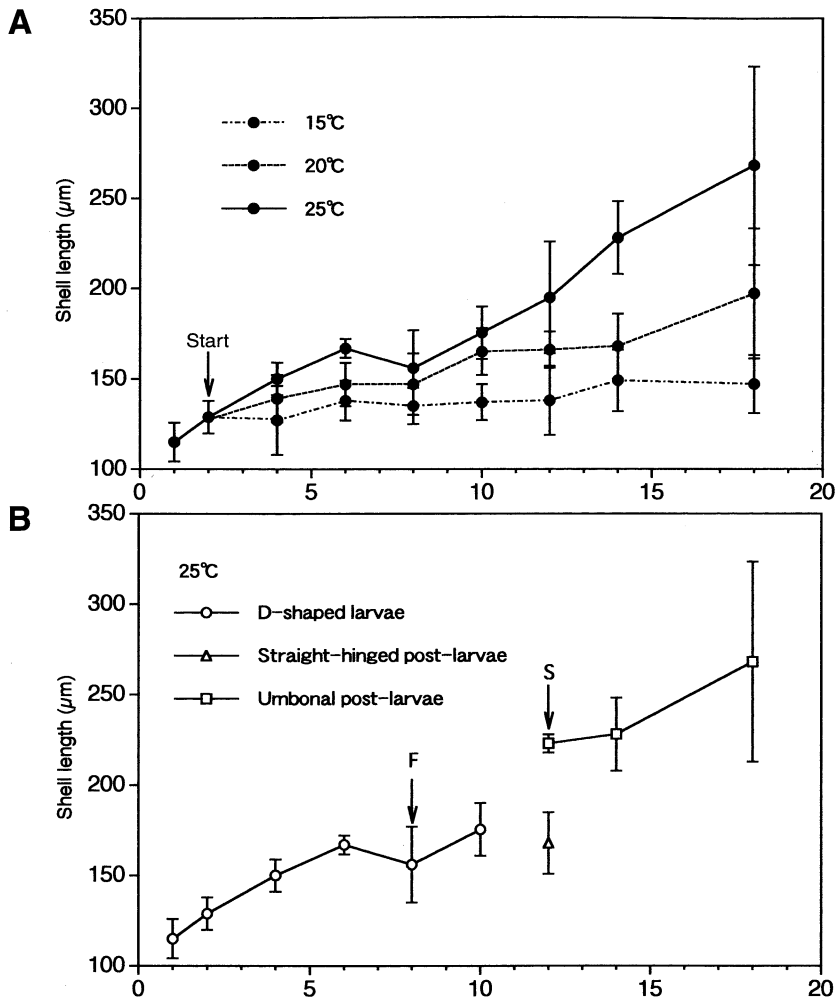 A
350
300
250
200
150
100
Shell length (µm)
15℃
20℃
25℃
Start
0 5 10 15 20
B
350
300
250
200
150
100
Shell length (µm)
25℃
D-shaped larvae
Straight-hinged post-larvae
Umbonal post-larvae
F
S
0 5 10 15 20